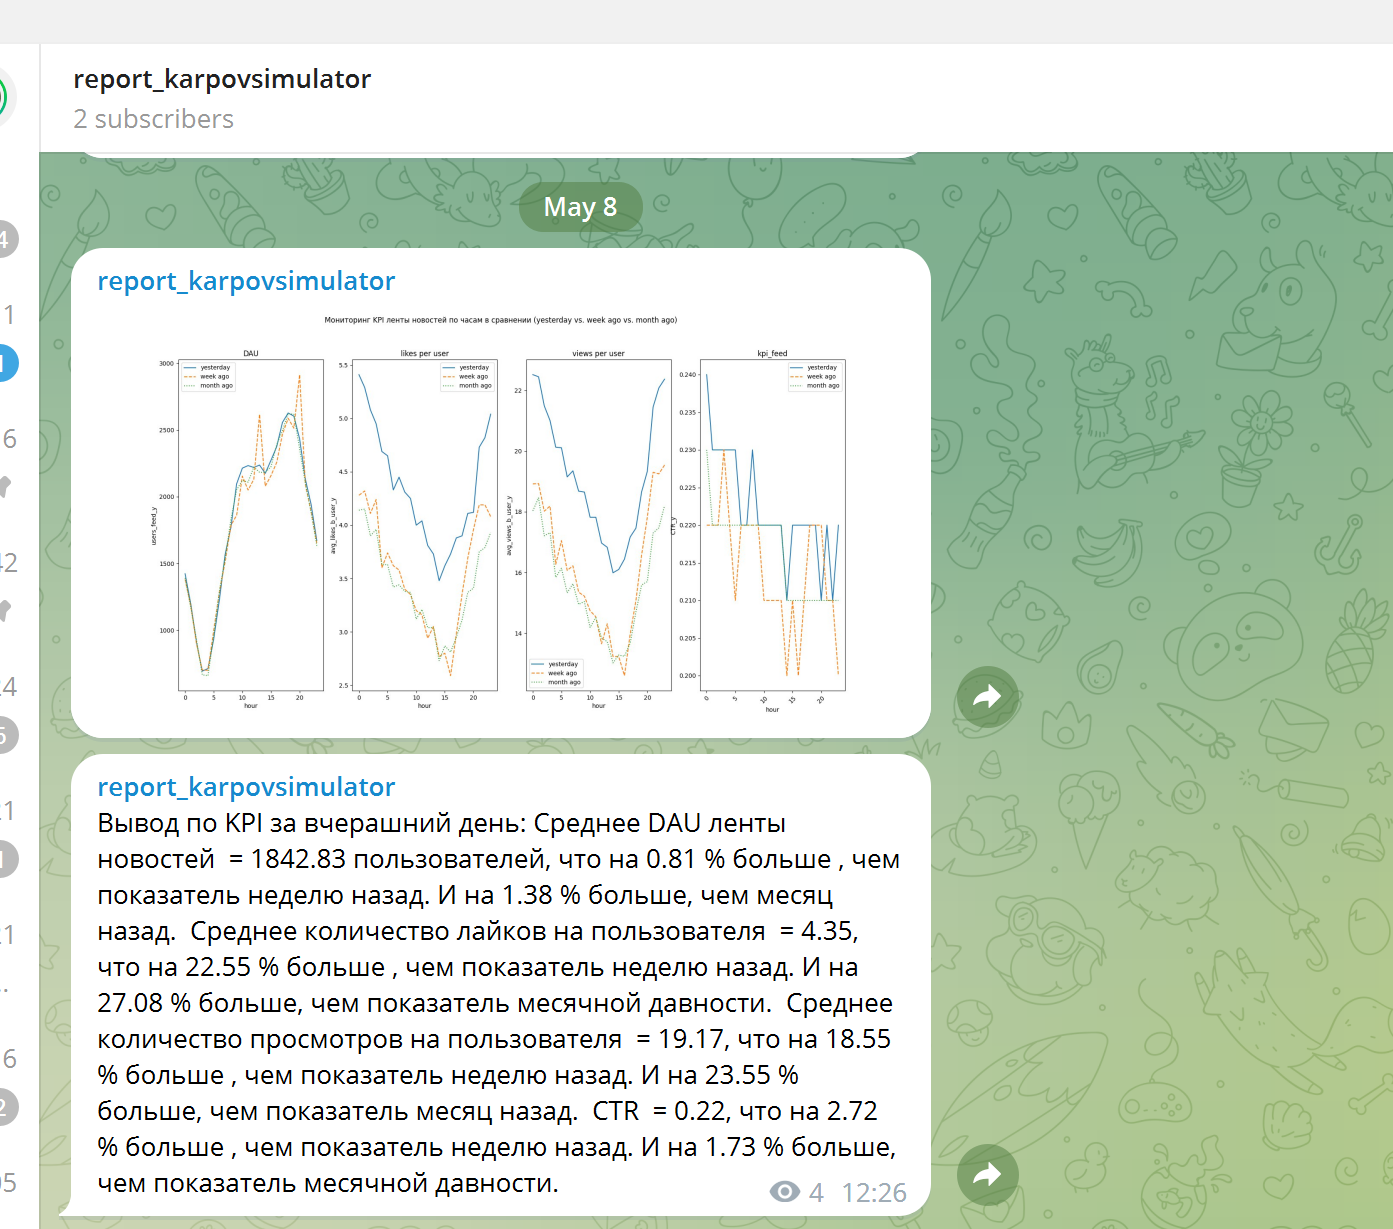 report_karpovsimulator
2 subscribers
4
1
6
42
24
5
21
21
6
2
05
May 8
report_karpovsimulator
Мониторинг KPI ленты новостей по часам в сравнении (yesterday vs. week ago vs. month ago)
DAU
yesterday
week ago
month ago
users_feed_y
3000
2500
2000
1500
1000
0 5 10 15 20
hour
likes per user
yesterday
week ago
month ago
avg_likes_b_user_y
5.5
5.0
4.5
4.0
3.5
3.0
2.5
0 5 10 15 20
hour
views per user
yesterday
week ago
month ago
avg_views_b_user_y
22
20
18
16
14
0 5 10 15 20
hour
kpi_feed
yesterday
week ago
month ago
CTR_y
0.240
0.235
0.230
0.225
0.220
0.215
0.210
0.205
0.200
0 5 10 15 20
hour
report_karpovsimulator
Вывод по KPI за вчерашний день: Среднее DAU ленты
новостей = 1842.83 пользователей, что на 0.81 % больше , чем
показатель неделю назад. И на 1.38 % больше, чем месяц
назад. Среднее количество лайков на пользователя = 4.35,
что на 22.55 % больше , чем показатель неделю назад. И на
27.08 % больше, чем показатель месячной давности. Среднее
количество просмотров на пользователя = 19.17, что на 18.55
% больше , чем показатель неделю назад. И на 23.55 %
больше, чем показатель месяц назад. CTR = 0.22, что на 2.72
% больше , чем показатель неделю назад. И на 1.73 % больше,
чем показатель месячной давности.
4 12:26